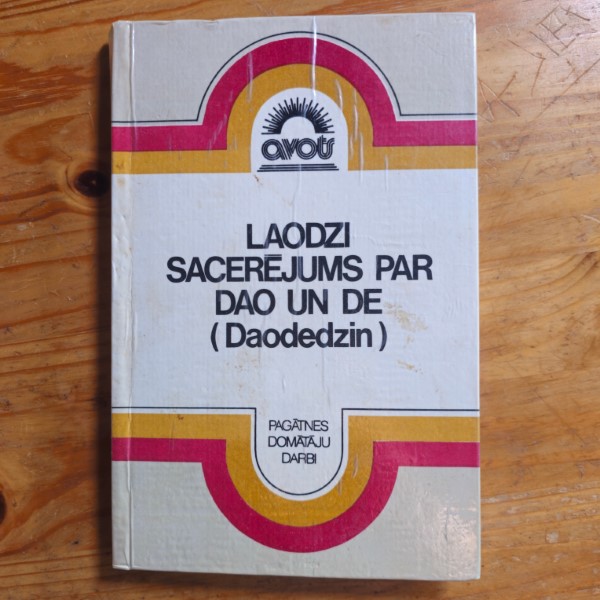 avots
LAODZI
SACERĒJUMS PAR
DAO UN DE
(Daodedzin)
PAGĀTNES
DOMĀTĀJU
DARBI